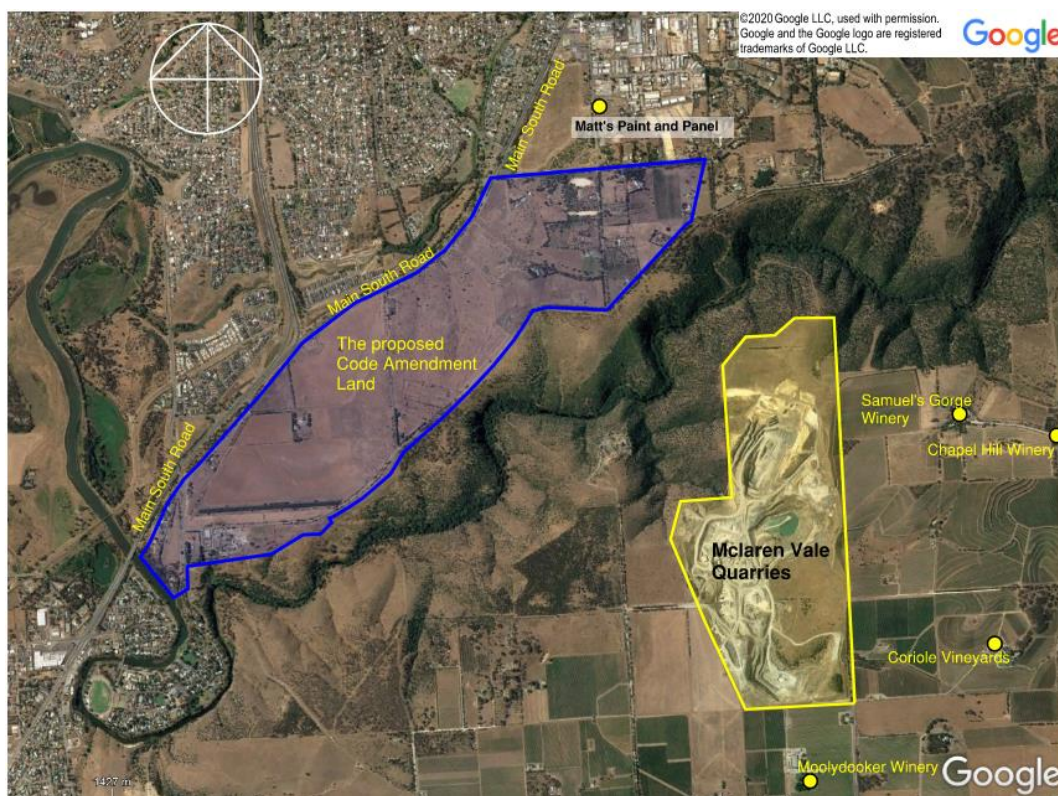 ©2020 Google LLC, used with permission.
Google and the Google logo are registered
trademarks of Google LLC.
Google
Main South Road
Matt's Paint and Panel
Main South Road
The proposed
Code Amendment
Land
Samuel's Gorge
Winery
Chapel Hill Winery
Main South Road
Mclaren Vale
Quarries
Coriole Vineyards
Moolydooker Winery
1427 m
Google